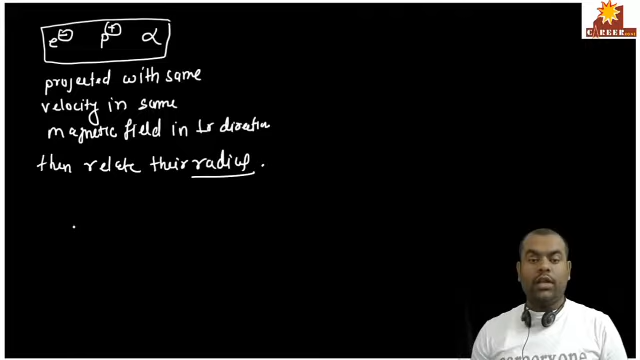 e⊖ p⊕ α
projected with same
velocity in same
magnetic field in ⊥r direction
then relate their radius.
CAREER